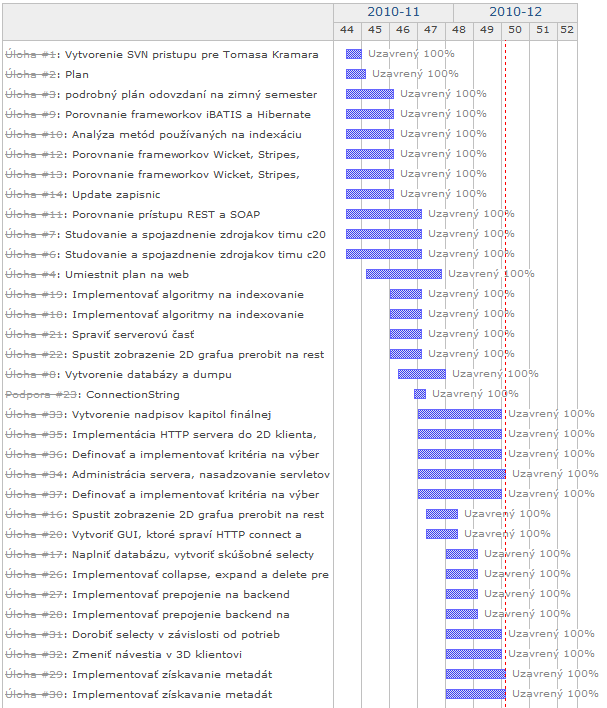 2010-11 2010-12
44 45 46 47 48 49 50 51 52
Úloha #1: Vytvorenie SVN pristupu pre Tomasa Kramara Uzavrený 100%
Úloha #2: Plan Uzavrený 100%
Úloha #3: podrobný plán odovzdaní na zimný semester Uzavrený 100%
Úloha #9: Porovnanie frameworkov iBATIS a Hibernate Uzavrený 100%
Úloha #10: Analýza metód používaných na indexáciu Uzavrený 100%
Úloha #12: Porovnanie frameworkov Wicket, Stripes, Uzavrený 100%
Úloha #13: Porovnanie frameworkov Wicket, Stripes, Uzavrený 100%
Úloha #14: Update zapisnic Uzavrený 100%
Úloha #11: Porovnanie prístupu REST a SOAP Uzavrený 100%
Úloha #7: Studovanie a spojazdnenie zdrojakov timu c20 Uzavrený 100%
Úloha #6: Studovanie a spojazdnenie zdrojakov timu c20 Uzavrený 100%
Úloha #4: Umiestnit plan na web Uzavrený 100%
Úloha #19: Implementovať algoritmy na indexovanie Uzavrený 100%
Úloha #18: Implementovať algoritmy na indexovanie Uzavrený 100%
Úloha #21: Spraviť serverovú časť Uzavrený 100%
Úloha #22: Spustit zobrazenie 2D grafua prerobit na rest Uzavrený 100%
Úloha #8: Vytvorenie databázy a dumpu Uzavrený 100%
Podpora #23: ConnectionString Uzavrený 100%
Úloha #33: Vytvorenie nadpisov kapitol finálnej Uzavrený 100%
Úloha #35: Implementácia HTTP servera do 2D klienta, Uzavrený 100%
Úloha #36: Definovať a implementovať kritéria na výber Uzavrený 100%
Úloha #34: Administrácia servera, nasadzovanie servletov Uzavrený 100%
Úloha #37: Definovať a implementovať kritéria na výber Uzavrený 100%
Úloha #16: Spustit zobrazenie 2D grafua prerobit na rest Uzavrený 100%
Úloha #20: Vytvoriť GUI, ktoré spraví HTTP connect a Uzavrený 100%
Úloha #17: Naplniť databázu, vytvoriť skúšobné selecty Uzavrený 100%
Úloha #26: Implementovať collapse, expand a delete pre Uzavrený 100%
Úloha #27: Implementovať prepojenie na backend Uzavrený 100%
Úloha #28: Implementovať prepojenie backend na Uzavrený 100%
Úloha #31: Dorobiť selecty v závislosti od potrieb Uzavrený 100%
Úloha #32: Zmeniť návestia v 3D klientovi Uzavrený 100%
Úloha #29: Implementovať získavanie metadát Uzavrený 100%
Úloha #30: Implementovať získavanie metadát Uzavrený 100%